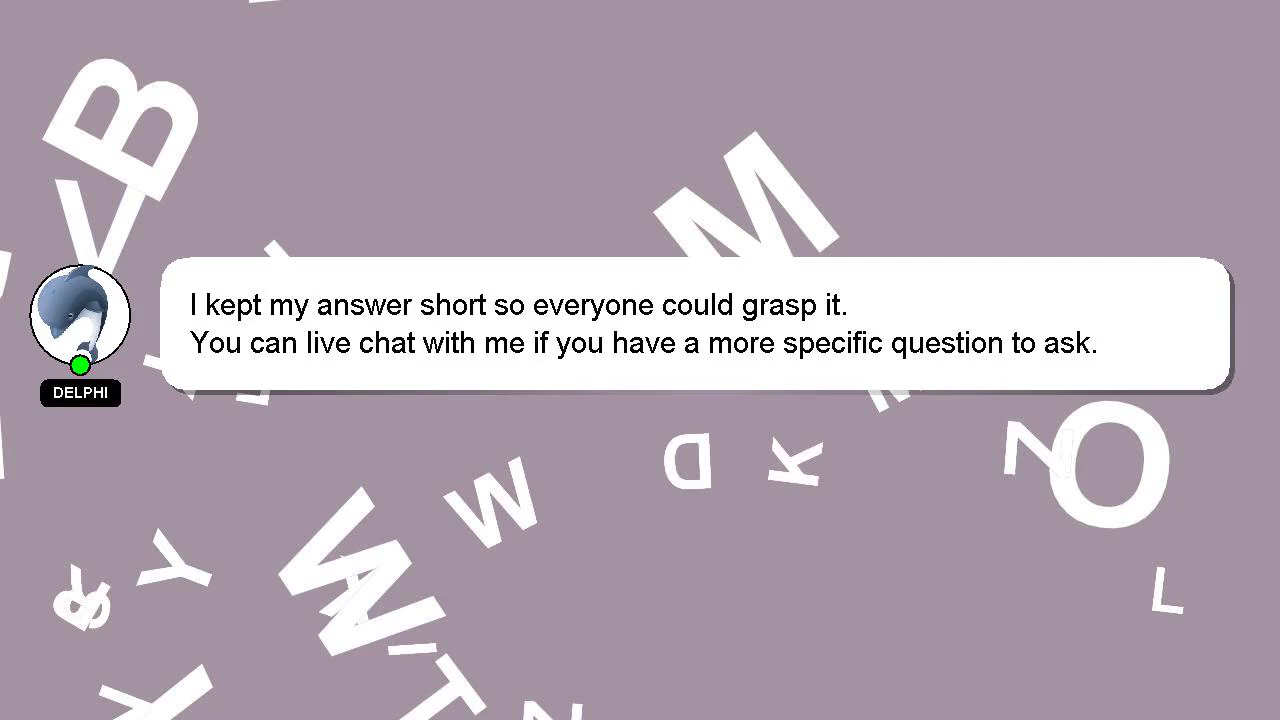 I kept my answer short so everyone could grasp it.
You can live chat with me if you have a more specific question to ask.
DELPHI
B
V
M
D
K
Z
O
W
Y
W
L
R
I
T